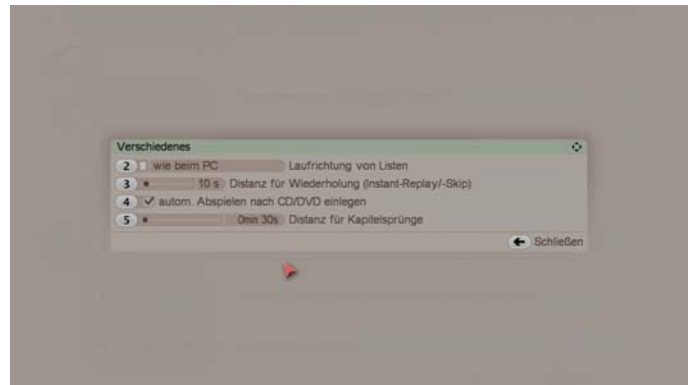 Verschiedenes
2 wie beim PC Laufrichtung von Listen
3 10 s Distanz für Wiederholung (Instant-Replay/-Skip)
4 autom. Abspielen nach CD/DVD einlegen
5 0min 30s Distanz für Kapitelsprünge
Schließen